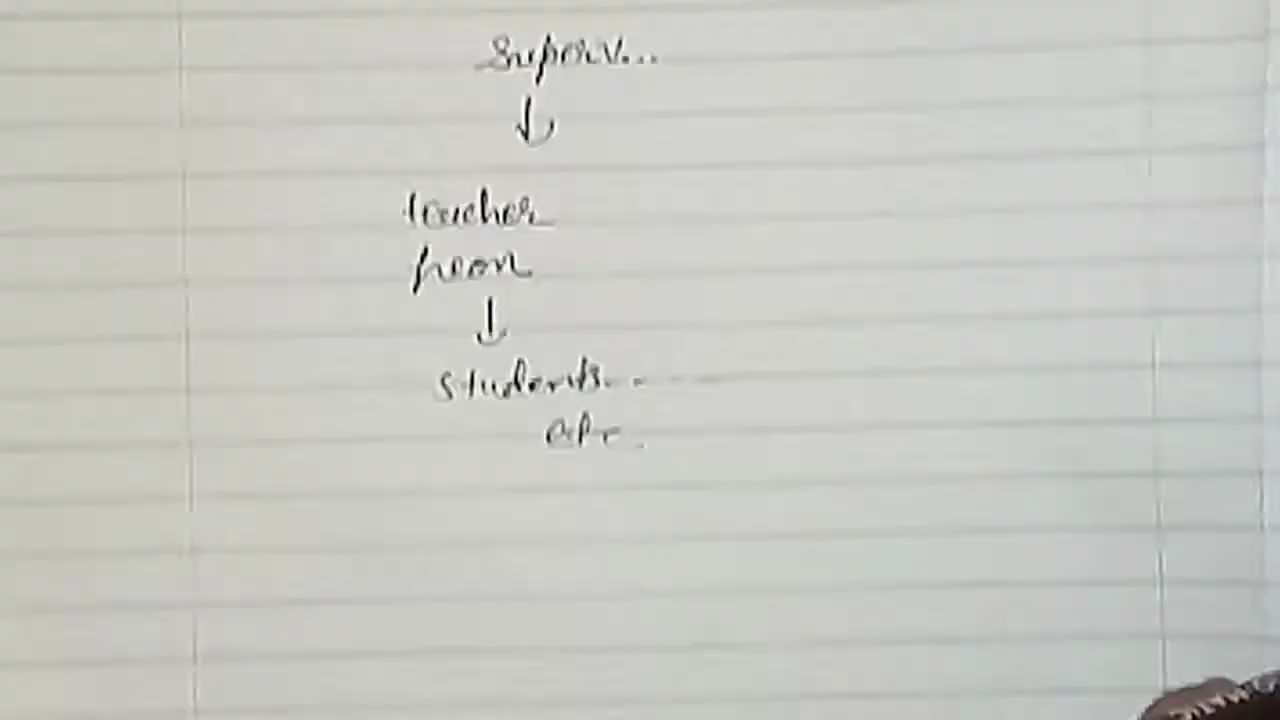 Superv...
↓
teacher
peon
↓
students...